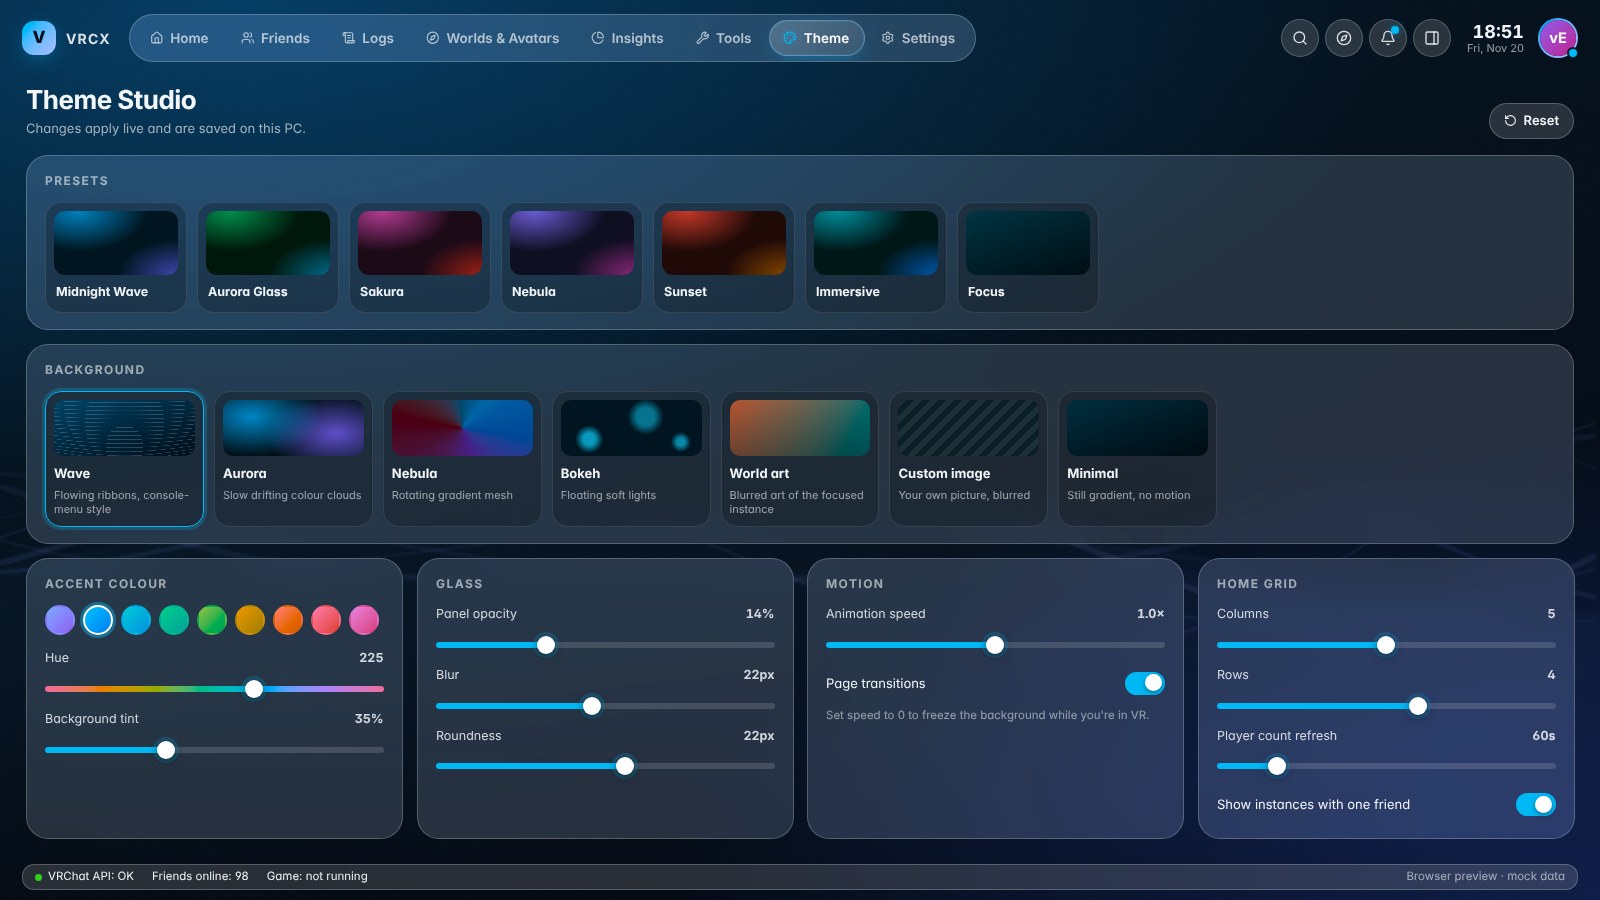 V VRCX Home Friends Logs Worlds & Avatars Insights Tools Theme Settings 18:51 vE
Fri, Nov 20
Theme Studio
Changes apply live and are saved on this PC.
Reset
PRESETS
Midnight Wave Aurora Glass Sakura Nebula Sunset Immersive Focus
BACKGROUND
Wave Aurora Nebula Bokeh World art Custom image Minimal
Flowing ribbons, console- Slow drifting colour clouds Rotating gradient mesh Floating soft lights Blurred art of the focused Your own picture, blurred Still gradient, no motion
menu style instance
ACCENT COLOUR
Hue 225
Background tint 35%
GLASS
Panel opacity 14%
Blur 22px
Roundness 22px
MOTION
Animation speed 1.0×
Page transitions
Set speed to 0 to freeze the background while you're in VR.
HOME GRID
Columns 5
Rows 4
Player count refresh 60s
Show instances with one friend
VRChat API: OK Friends online: 98 Game: not running Browser preview · mock data